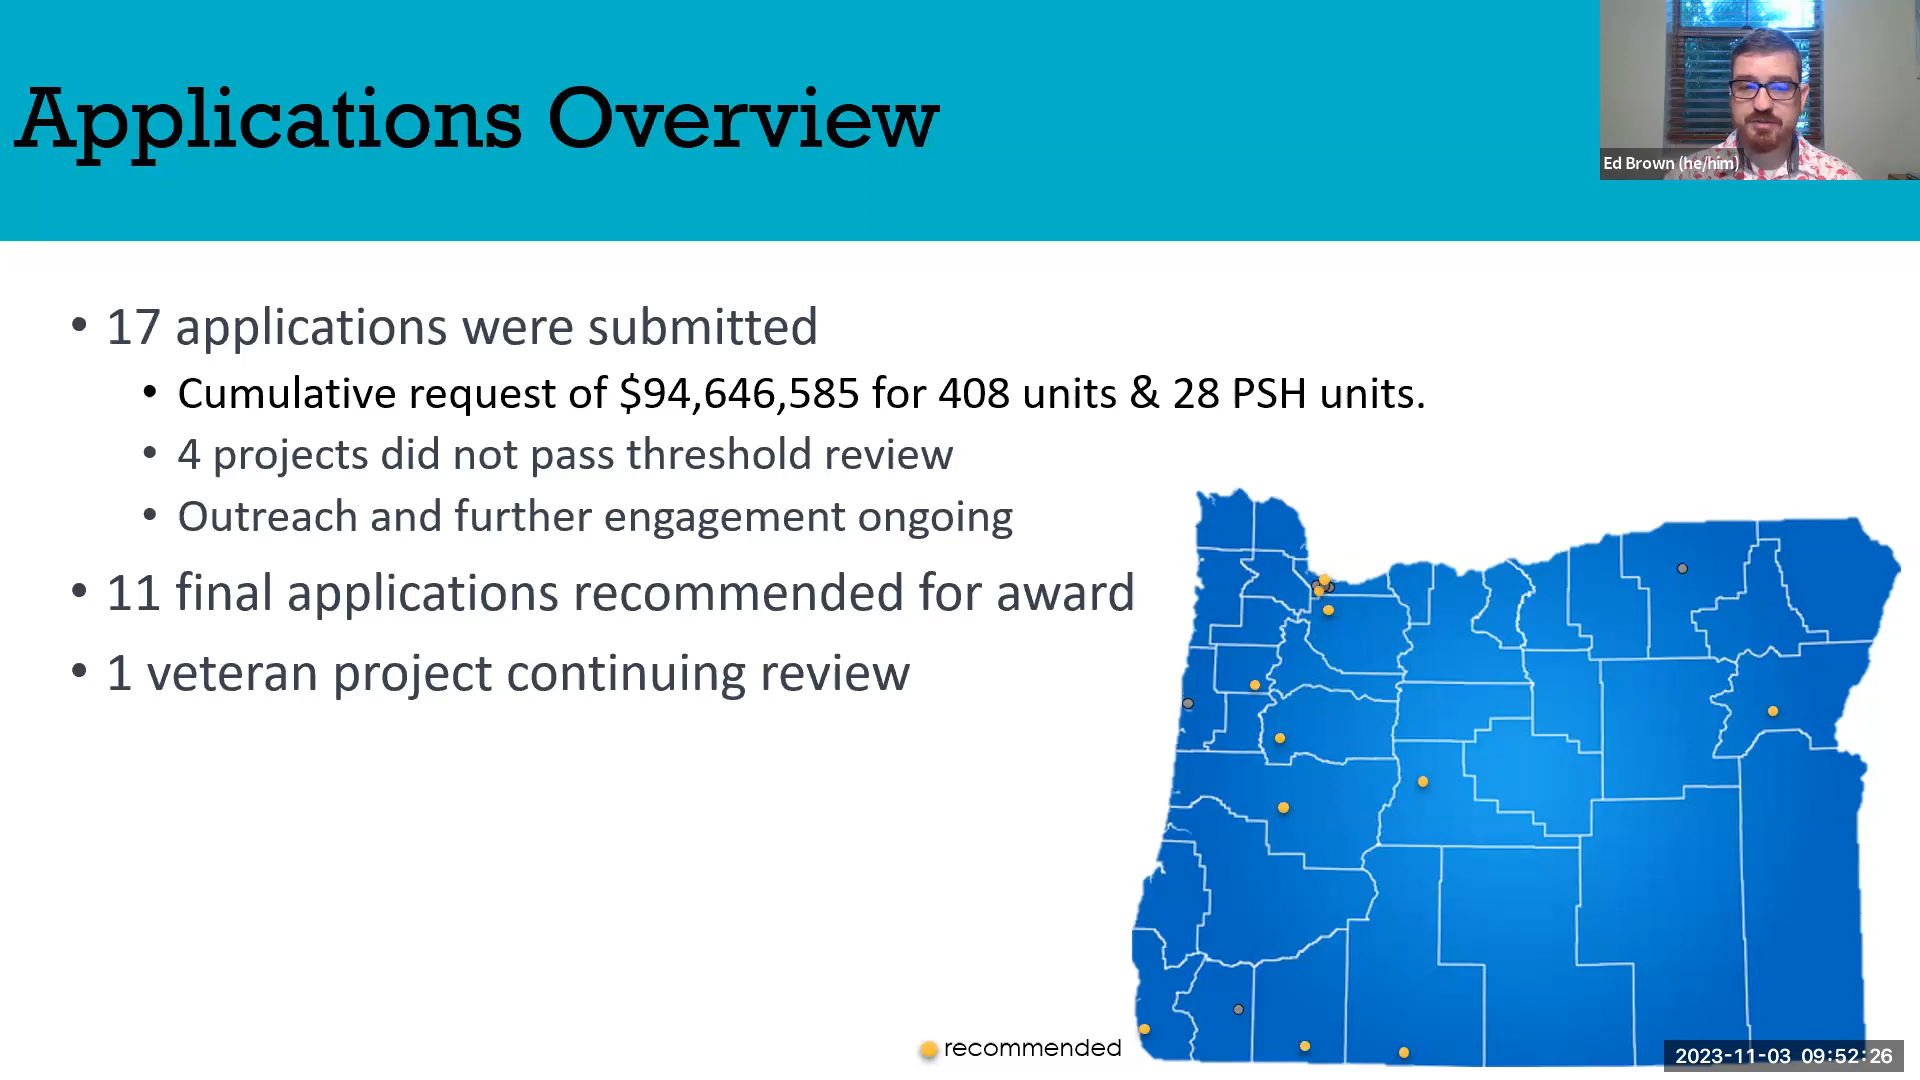 Applications Overview
Ed Brown (he/him)
• 17 applications were submitted
• Cumulative request of $94,646,585 for 408 units & 28 PSH units.
• 4 projects did not pass threshold review
• Outreach and further engagement ongoing
• 11 final applications recommended for award
• 1 veteran project continuing review
recommended
2023-11-03 09:52:26